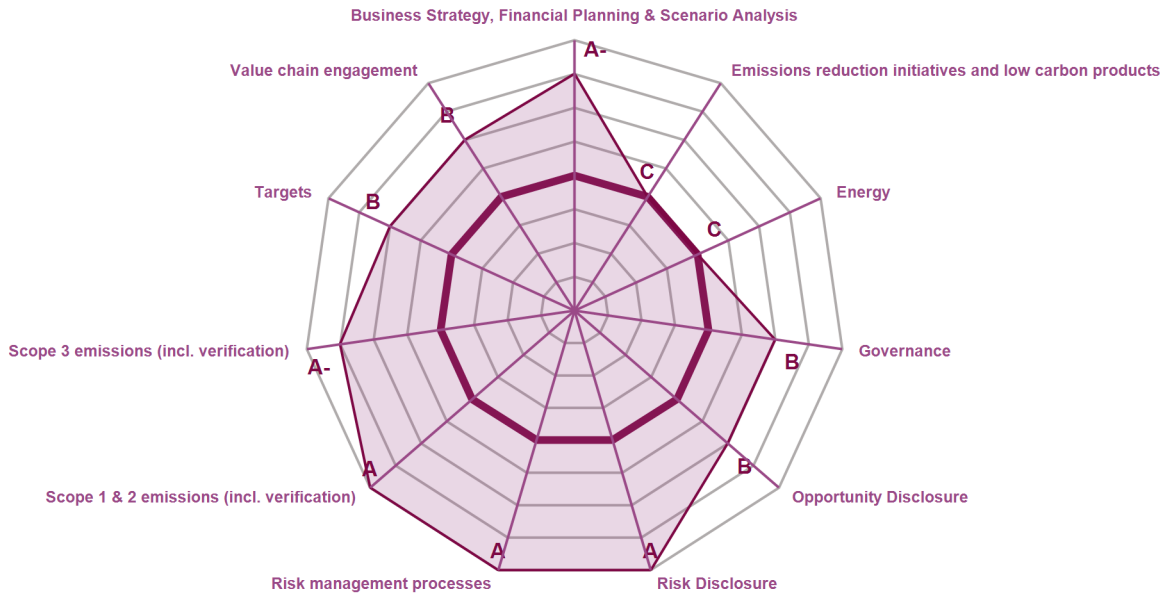 Business Strategy, Financial Planning & Scenario Analysis
A-
Value chain engagement
Emissions reduction initiatives and low carbon products
B
C
Targets
B
Energy
C
Scope 3 emissions (incl. verification)
A-
Governance
B
Scope 1 & 2 emissions (incl. verification)
A
Opportunity Disclosure
B
Risk management processes
A
Risk Disclosure
A